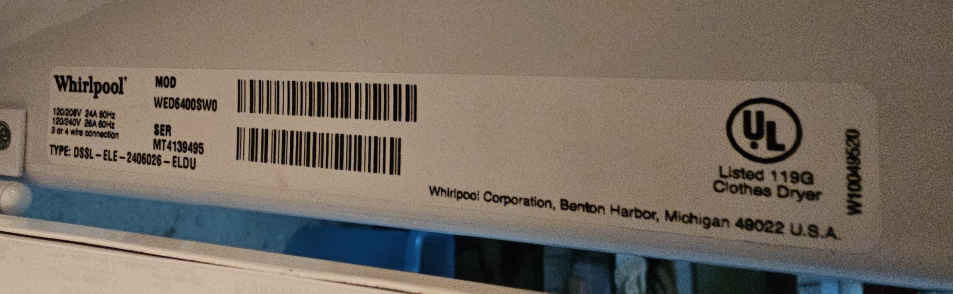 Whirlpool
MOD
WED6400SW0
120/208V 24A 60Hz
120/240V 26A 60Hz
3 or 4 wire connection
SER
MT4139495
TYPE: DSSL-ELE-2406026-ELDU
UL
Listed 119G
Clothes Dryer
W10049520
Whirlpool Corporation, Benton Harbor, Michigan 49022 U.S.A.